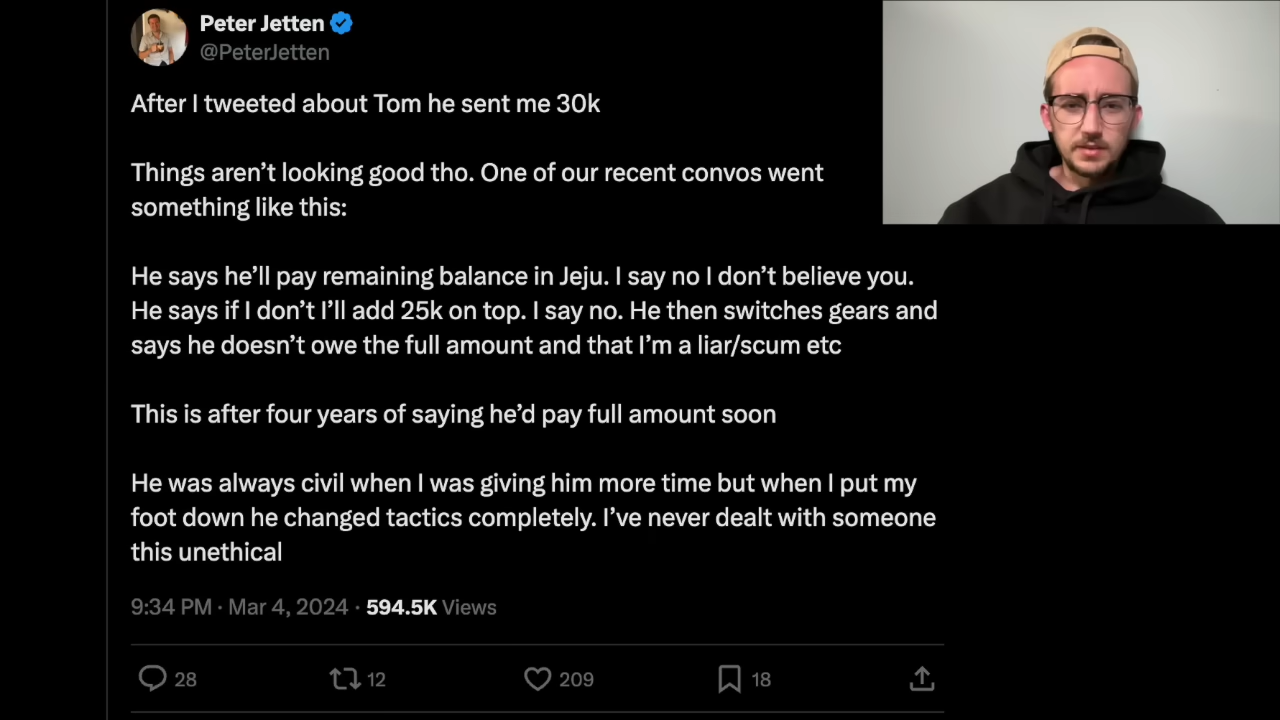 Peter Jetten
@PeterJetten
After I tweeted about Tom he sent me 30k
Things aren’t looking good tho. One of our recent convos went
something like this:
He says he’ll pay remaining balance in Jeju. I say no I don’t believe you.
He says if I don’t I’ll add 25k on top. I say no. He then switches gears and
says he doesn’t owe the full amount and that I’m a liar/scum etc
This is after four years of saying he’d pay full amount soon
He was always civil when I was giving him more time but when I put my
foot down he changed tactics completely. I’ve never dealt with someone
this unethical
9:34 PM · Mar 4, 2024 · 594.5K Views
28 12 209 18